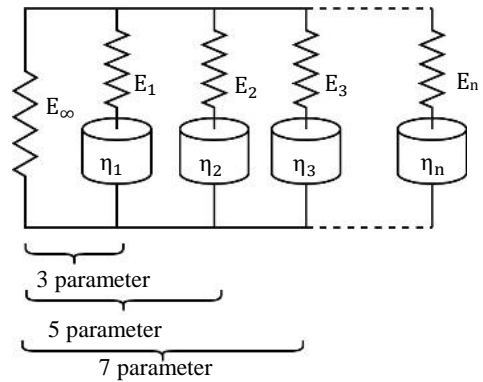 E₁ E₂ E₃ Eₙ
E∞
η₁ η₂ η₃ ηₙ
3 parameter
5 parameter
7 parameter